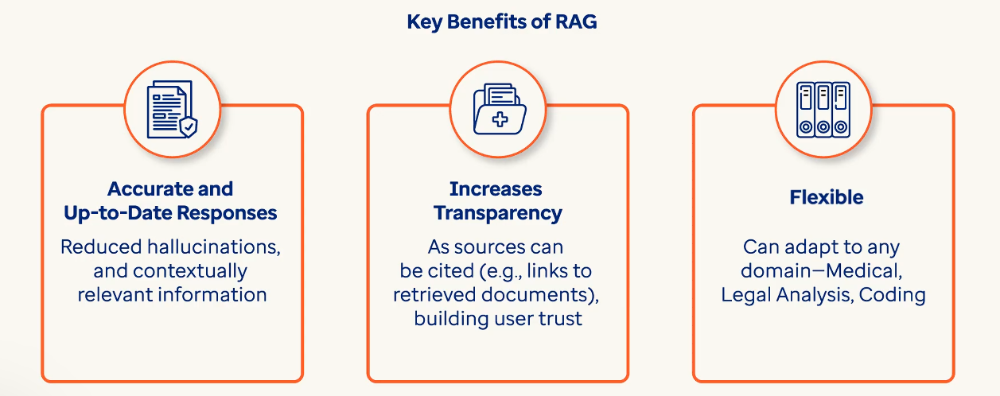 Key Benefits of RAG
Accurate and
Up-to-Date Responses
Reduced hallucinations,
and contextually
relevant information
Increases
Transparency
As sources can
be cited (e.g., links to
retrieved documents),
building user trust
Flexible
Can adapt to any
domain—Medical,
Legal Analysis, Coding